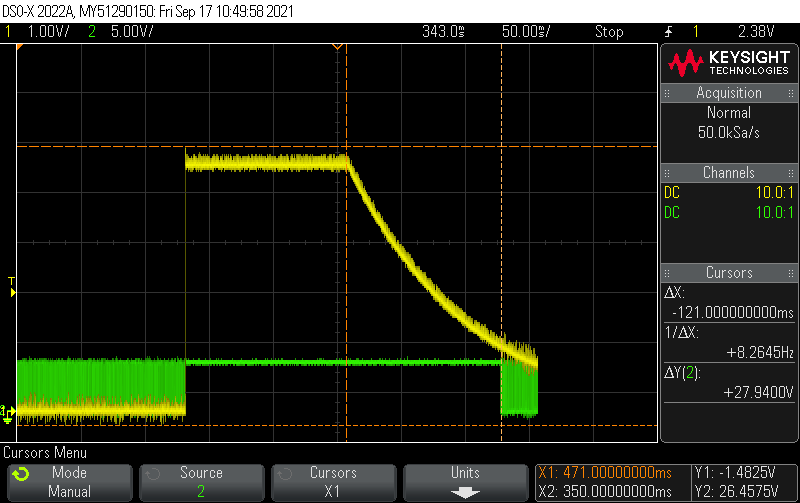 DSO-X 2022A, MY51290150: Fri Sep 17 10:49:58 2021
1 1.00V/ 2 5.00V/ 343.0s 50.00s/ Stop 1 2.38V
KEYSIGHT
TECHNOLOGIES
Acquisition
Normal
50.0kSa/s
Channels
DC 10.0:1
DC 10.0:1
T
Cursors
ΔX:
-121.000000000ms
1/ΔX:
+8.2645Hz
ΔY(2):
+27.9400V
2
Cursors Menu
Mode
Manual
Source
2
Cursors
X1
Units
X1: 471.00000000ms
X2: 350.00000000ms
Y1: -1.4825V
Y2: 26.4575V